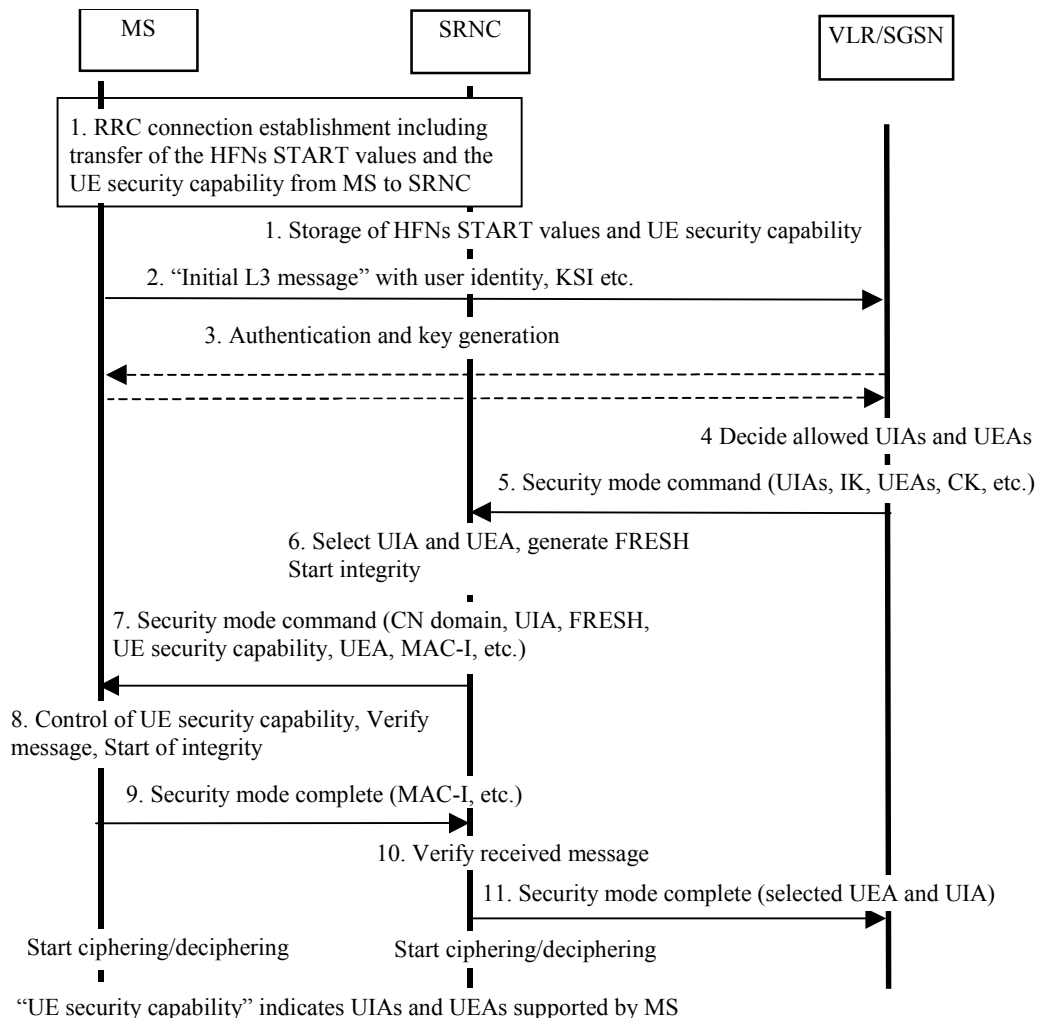 MS
SRNC
VLR/SGSN
1. RRC connection establishment including
transfer of the HFNs START values and the
UE security capability from MS to SRNC
1. Storage of HFNs START values and UE security capability
2. “Initial L3 message” with user identity, KSI etc.
3. Authentication and key generation
4 Decide allowed UIAs and UEAs
5. Security mode command (UIAs, IK, UEAs, CK, etc.)
6. Select UIA and UEA, generate FRESH
Start integrity
7. Security mode command (CN domain, UIA, FRESH,
UE security capability, UEA, MAC-I, etc.)
8. Control of UE security capability, Verify
message, Start of integrity
9. Security mode complete (MAC-I, etc.)
10. Verify received message
11. Security mode complete (selected UEA and UIA)
Start ciphering/deciphering
Start ciphering/deciphering
“UE security capability” indicates UIAs and UEAs supported by MS